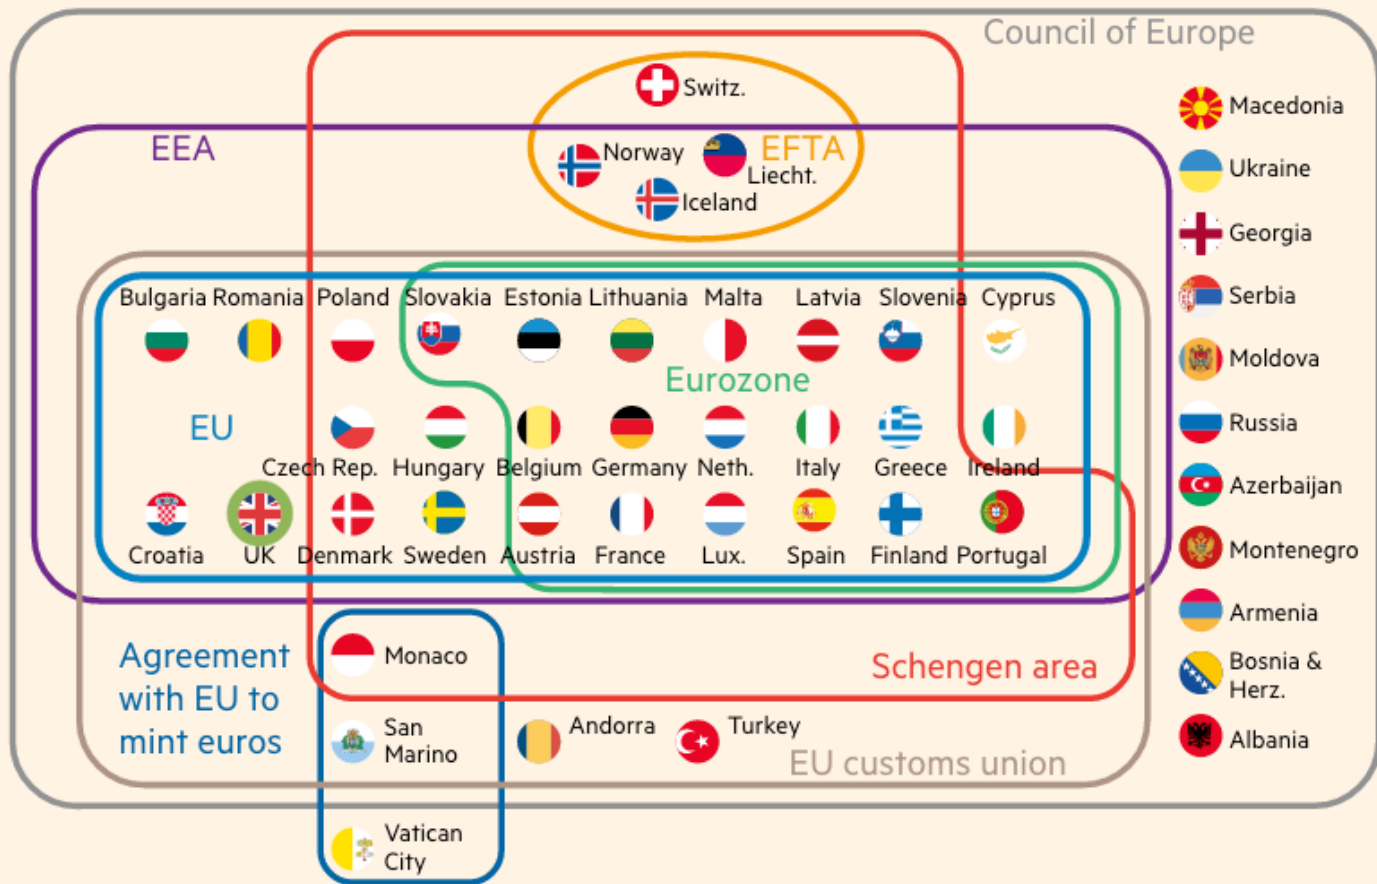 Council of Europe
Switz.
Macedonia
EEA
Norway
EFTA
Liecht.
Iceland
Ukraine
Georgia
Bulgaria Romania Poland Slovakia Estonia Lithuania Malta Latvia Slovenia Cyprus
Serbia
Moldova
Eurozone
EU
Russia
Czech Rep. Hungary Belgium Germany Neth. Italy Greece Ireland
Azerbaijan
Croatia UK Denmark Sweden Austria France Lux. Spain Finland Portugal
Montenegro
Armenia
Agreement
with EU to
mint euros
Monaco
Schengen area
Bosnia &
Herz.
San
Marino
Andorra
Turkey
Albania
EU customs union
Vatican
City